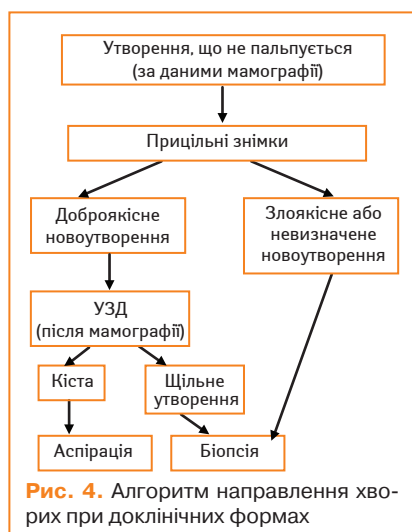 Утворення, що не пальпується
(за даними мамографії)
Прицільні знімки
Доброякісне
новоутворення
Злоякісне або
невизначене
новоутворення
УЗД
(після мамографії)
Кіста
Щільне
утворення
Аспірація
Біопсія
Рис. 4. Алгоритм направлення хво-
рих при доклінічних формах